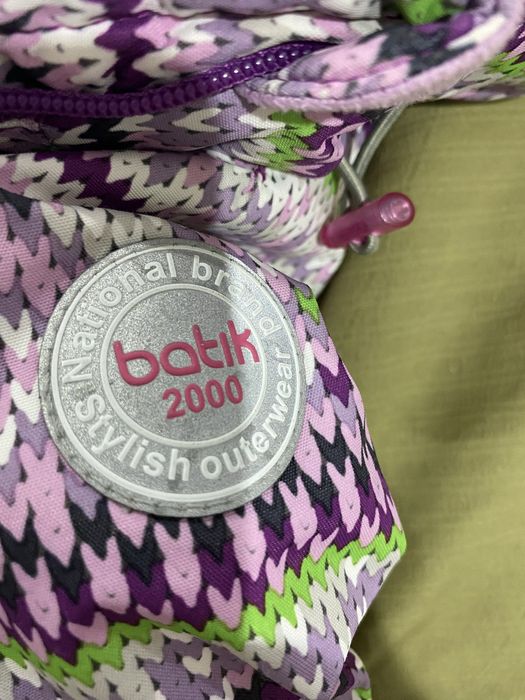 National brand
batik
2000
Stylish outerwear